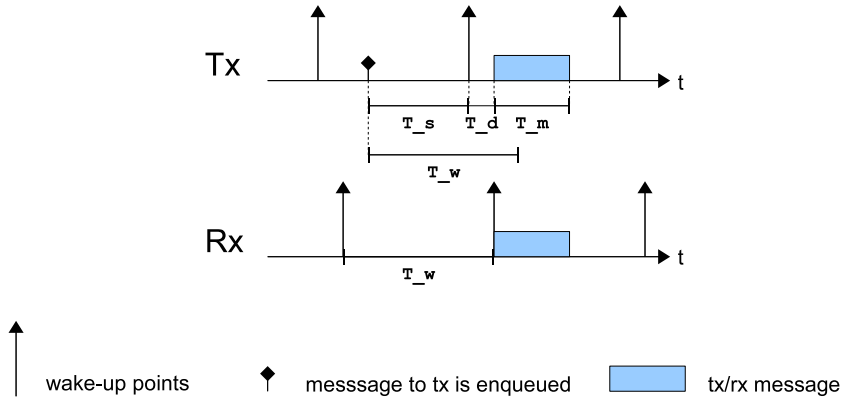 Tx
t
T_s T_d T_m
T_w
Rx
t
T_w
wake-up points
messsage to tx is enqueued
tx/rx message